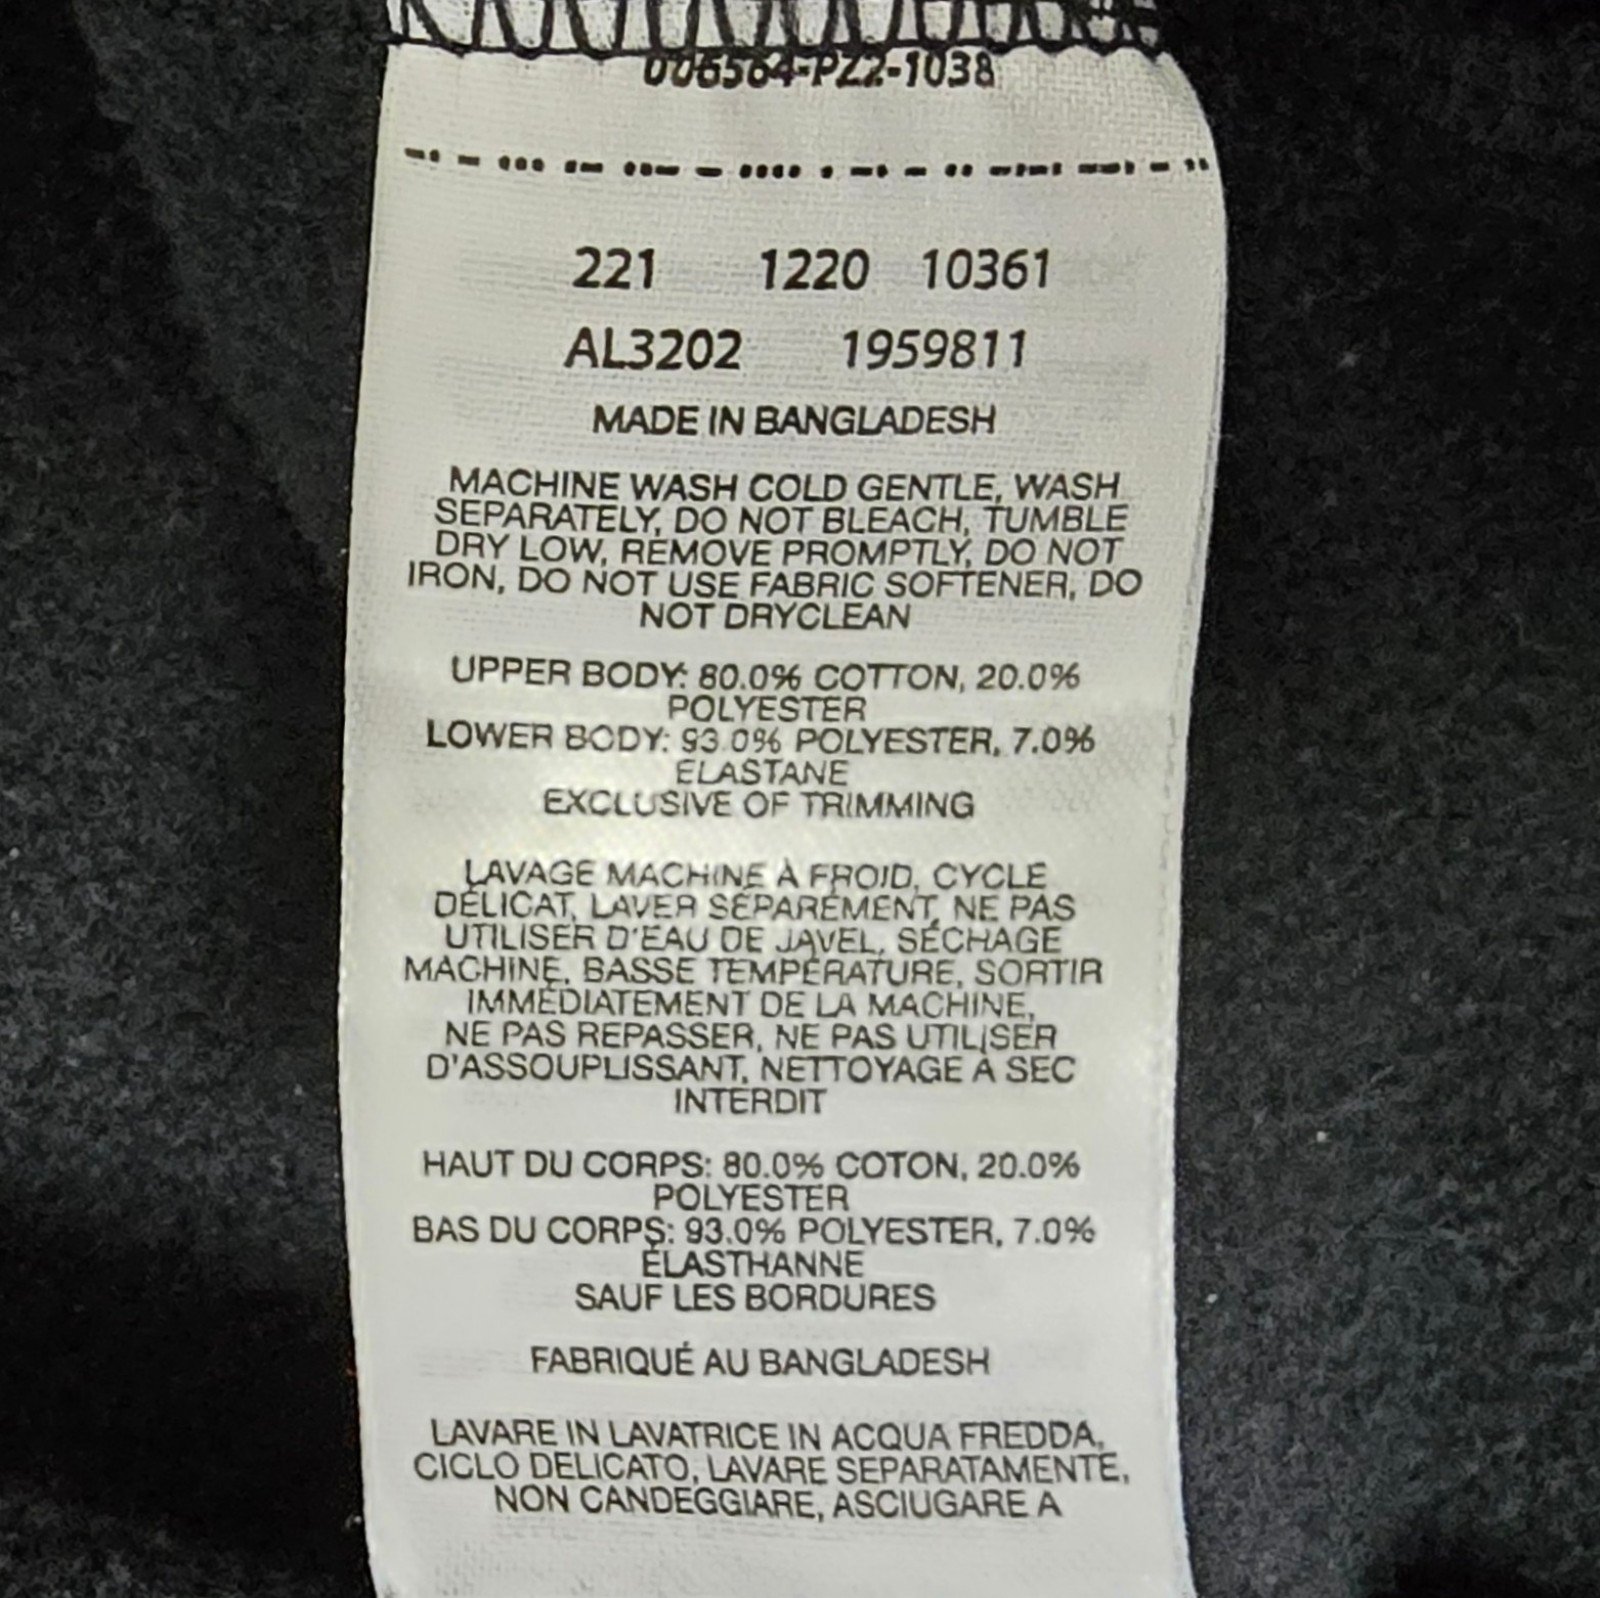 006564-PZ2-1038
221 1220 10361
AL3202 1959811
MADE IN BANGLADESH
MACHINE WASH COLD GENTLE, WASH
SEPARATELY, DO NOT BLEACH, TUMBLE
DRY LOW, REMOVE PROMPTLY, DO NOT
IRON, DO NOT USE FABRIC SOFTENER, DO
NOT DRYCLEAN
UPPER BODY: 80.0% COTTON, 20.0%
POLYESTER
LOWER BODY: 93.0% POLYESTER, 7.0%
ELASTANE
EXCLUSIVE OF TRIMMING
LAVAGE MACHINE À FROID, CYCLE
DÉLICAT, LAVER SÉPARÉMENT, NE PAS
UTILISER D'EAU DE JAVEL, SÉCHAGE
MACHINE, BASSE TEMPÉRATURE, SORTIR
IMMÉDIATEMENT DE LA MACHINE,
NE PAS REPASSER, NE PAS UTILISER
D'ASSOUPLISSANT, NETTOYAGE À SEC
INTERDIT
HAUT DU CORPS: 80.0% COTON, 20.0%
POLYESTER
BAS DU CORPS: 93.0% POLYESTER, 7.0%
ÉLASTHANNE
SAUF LES BORDURES
FABRIQUÉ AU BANGLADESH
LAVARE IN LAVATRICE IN ACQUA FREDDA,
CICLO DELICATO, LAVARE SEPARATAMENTE,
NON CANDEGGIARE, ASCIUGARE A